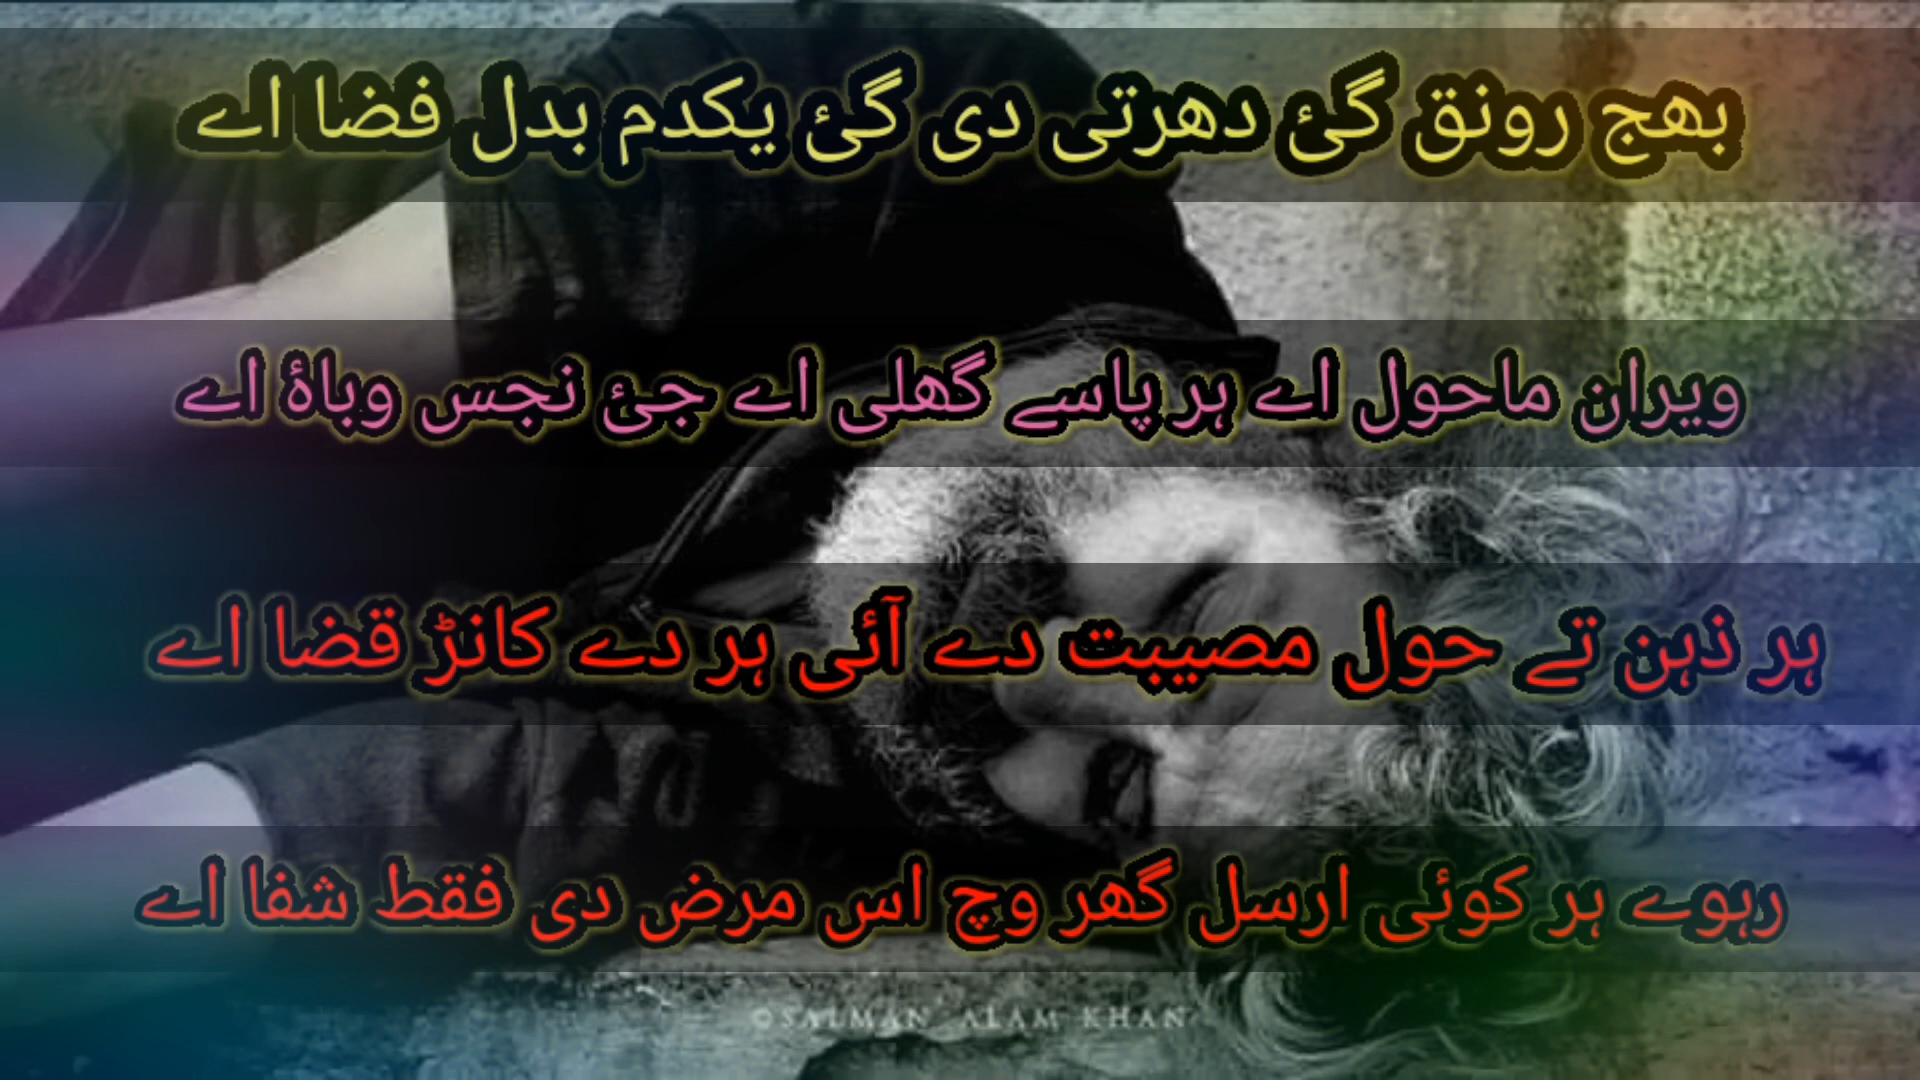 بھج رونق گئ دھرتی دی گئ یکدم بدل فضا اے
ویران ماحول اے ہر پاسے گھلی اے جئ نجس وباۂ اے
ہر ذہن تے حول مصیبت دے آئی ہر دے کانڑ قضا اے
رہوے ہر کوئی ارسل گھر وچ اس مرض دی فقط شفا اے
©SALMAN ALAM KHAN